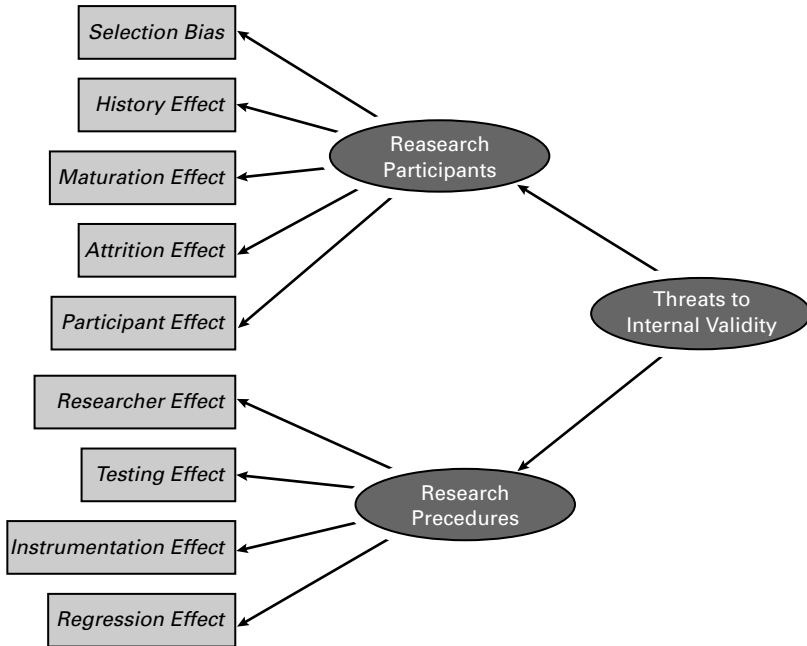 Selection Bias
History Effect
Maturation Effect
Attrition Effect
Participant Effect
Researcher Effect
Testing Effect
Instrumentation Effect
Regression Effect
Reasearch
Participants
Research
Precedures
Threats to
Internal Validity